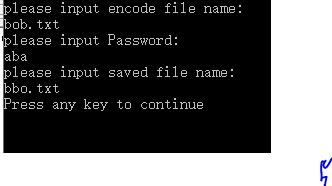 please input encode file name:
bob.txt
please input Password:
aba
please input saved file name:
bbo.txt
Press any key to continue